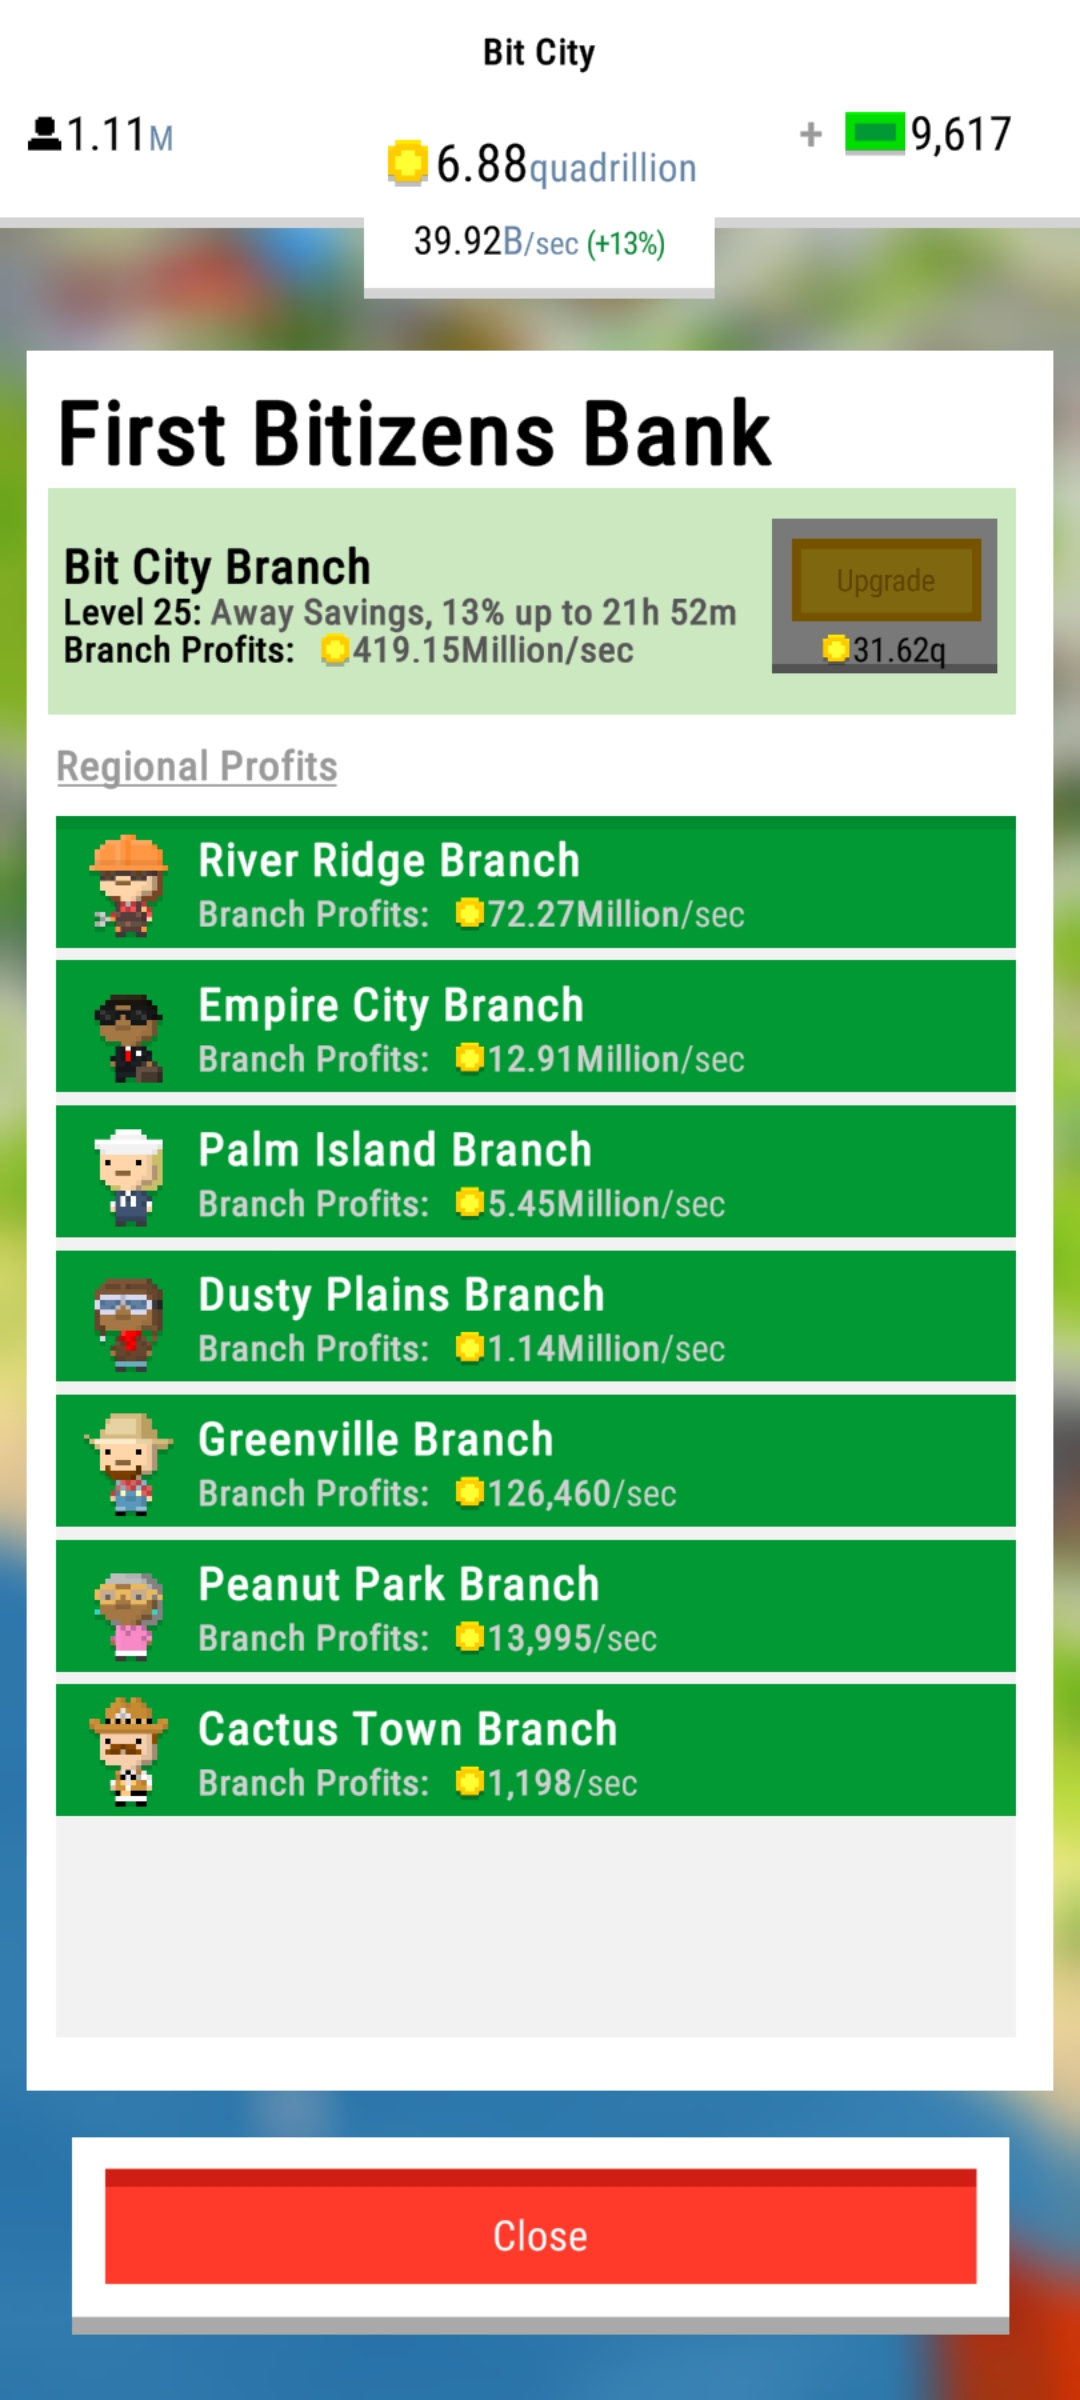 Bit City
1.11M
6.88quadrillion
+ 9,617
39.92B/sec (+13%)
First Bitizens Bank
Bit City Branch
Level 25: Away Savings, 13% up to 21h 52m
Branch Profits: 419.15Million/sec
Upgrade
31.62q
Regional Profits
River Ridge Branch
Branch Profits: 72.27Million/sec
Empire City Branch
Branch Profits: 12.91Million/sec
Palm Island Branch
Branch Profits: 5.45Million/sec
Dusty Plains Branch
Branch Profits: 1.14Million/sec
Greenville Branch
Branch Profits: 126,460/sec
Peanut Park Branch
Branch Profits: 13,995/sec
Cactus Town Branch
Branch Profits: 1,198/sec
Close